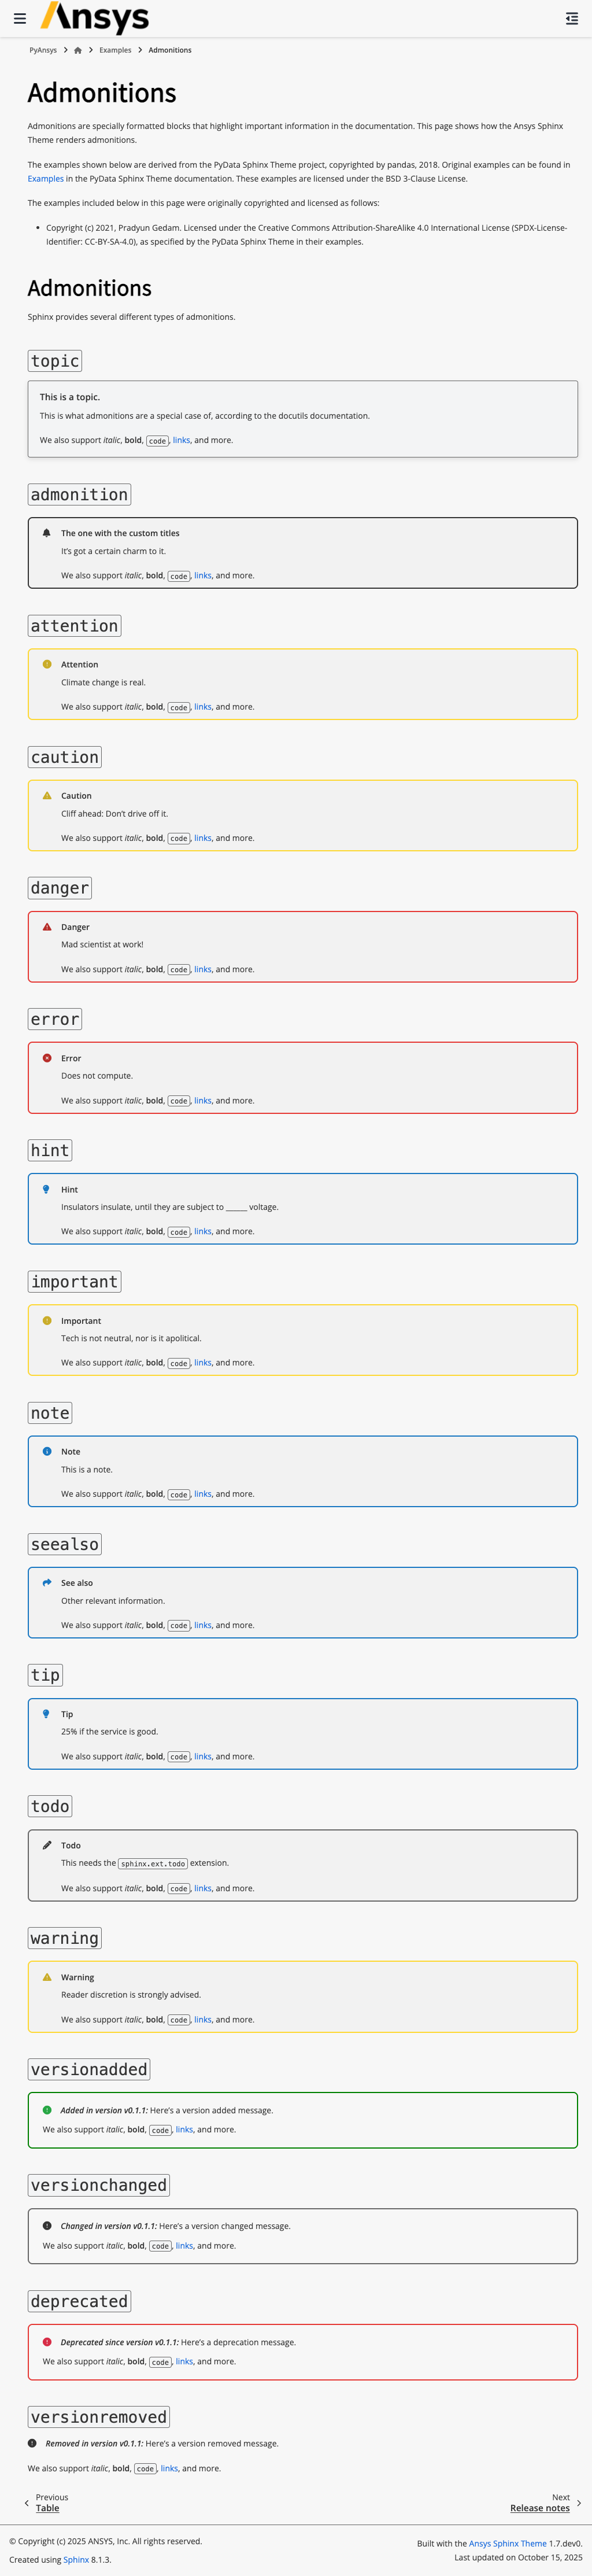 Ansys
PyAnsys > > Examples > Admonitions
Admonitions
Admonitions are specially formatted blocks that highlight important information in the documentation. This page shows how the Ansys Sphinx
Theme renders admonitions.
The examples shown below are derived from the PyData Sphinx Theme project, copyrighted by pandas, 2018. Original examples can be found in
Examples in the PyData Sphinx Theme documentation. These examples are licensed under the BSD 3-Clause License.
The examples included below in this page were originally copyrighted and licensed as follows:
• Copyright (c) 2021, Pradyun Gedam. Licensed under the Creative Commons Attribution-ShareAlike 4.0 International License (SPDX-License-
Identifier: CC-BY-SA-4.0), as specified by the PyData Sphinx Theme in their examples.
Admonitions
Sphinx provides several different types of admonitions.
topic
This is a topic.
This is what admonitions are a special case of, according to the docutils documentation.
We also support italic, bold, code, links, and more.
admonition
The one with the custom titles
It’s got a certain charm to it.
We also support italic, bold, code, links, and more.
attention
Attention
Climate change is real.
We also support italic, bold, code, links, and more.
caution
Caution
Cliff ahead: Don’t drive off it.
We also support italic, bold, code, links, and more.
danger
Danger
Mad scientist at work!
We also support italic, bold, code, links, and more.
error
Error
Does not compute.
We also support italic, bold, code, links, and more.
hint
Hint
Insulators insulate, until they are subject to ______ voltage.
We also support italic, bold, code, links, and more.
important
Important
Tech is not neutral, nor is it apolitical.
We also support italic, bold, code, links, and more.
note
Note
This is a note.
We also support italic, bold, code, links, and more.
seealso
See also
Other relevant information.
We also support italic, bold, code, links, and more.
tip
Tip
25% if the service is good.
We also support italic, bold, code, links, and more.
todo
Todo
This needs the sphinx.ext.todo extension.
We also support italic, bold, code, links, and more.
warning
Warning
Reader discretion is strongly advised.
We also support italic, bold, code, links, and more.
versionadded
Added in version v0.1.1: Here’s a version added message.
We also support italic, bold, code, links, and more.
versionchanged
Changed in version v0.1.1: Here’s a version changed message.
We also support italic, bold, code, links, and more.
deprecated
Deprecated since version v0.1.1: Here’s a deprecation message.
We also support italic, bold, code, links, and more.
versionremoved
Removed in version v0.1.1: Here’s a version removed message.
We also support italic, bold, code, links, and more.
Previous
Table
Next
Release notes
© Copyright (c) 2025 ANSYS, Inc. All rights reserved.
Created using Sphinx 8.1.3.
Built with the Ansys Sphinx Theme 1.7.dev0.
Last updated on October 15, 2025